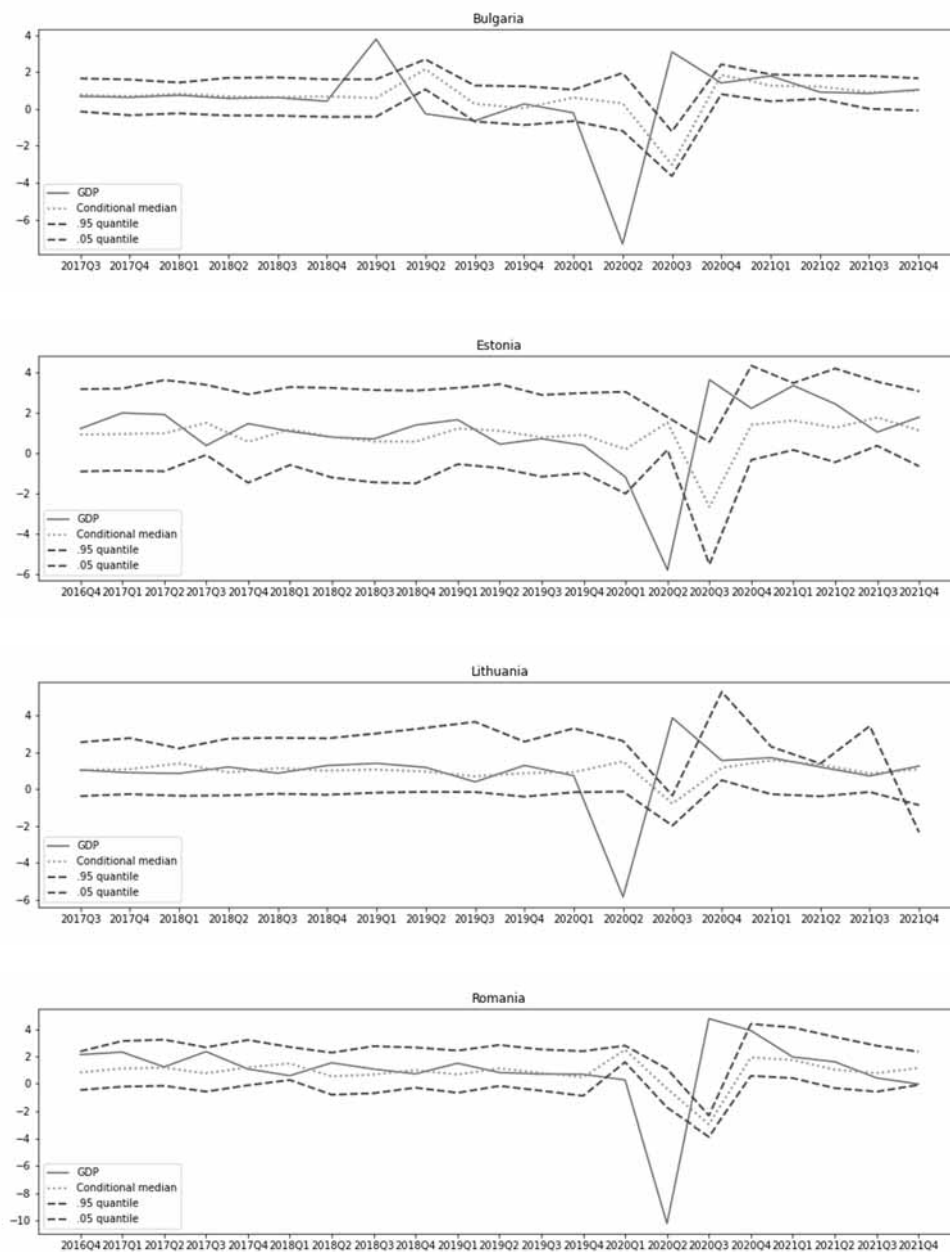 Bulgaria
4
2
0
−2
−4
−6
GDP
Conditional median
.95 quantile
.05 quantile
2017Q3 2017Q4 2018Q1 2018Q2 2018Q3 2018Q4 2019Q1 2019Q2 2019Q3 2019Q4 2020Q1 2020Q2 2020Q3 2020Q4 2021Q1 2021Q2 2021Q3 2021Q4
Estonia
4
2
0
−2
−4
−6
GDP
Conditional median
.95 quantile
.05 quantile
2016Q4 2017Q1 2017Q2 2017Q3 2017Q4 2018Q1 2018Q2 2018Q3 2018Q4 2019Q1 2019Q2 2019Q3 2019Q4 2020Q1 2020Q2 2020Q3 2020Q4 2021Q1 2021Q2 2021Q3 2021Q4
Lithuania
4
2
0
−2
−4
−6
GDP
Conditional median
.95 quantile
.05 quantile
2017Q3 2017Q4 2018Q1 2018Q2 2018Q3 2018Q4 2019Q1 2019Q2 2019Q3 2019Q4 2020Q1 2020Q2 2020Q3 2020Q4 2021Q1 2021Q2 2021Q3 2021Q4
Romania
4
2
0
−2
−4
−6
−8
−10
GDP
Conditional median
.95 quantile
.05 quantile
2016Q4 2017Q1 2017Q2 2017Q3 2017Q4 2018Q1 2018Q2 2018Q3 2018Q4 2019Q1 2019Q2 2019Q3 2019Q4 2020Q1 2020Q2 2020Q3 2020Q4 2021Q1 2021Q2 2021Q3 2021Q4